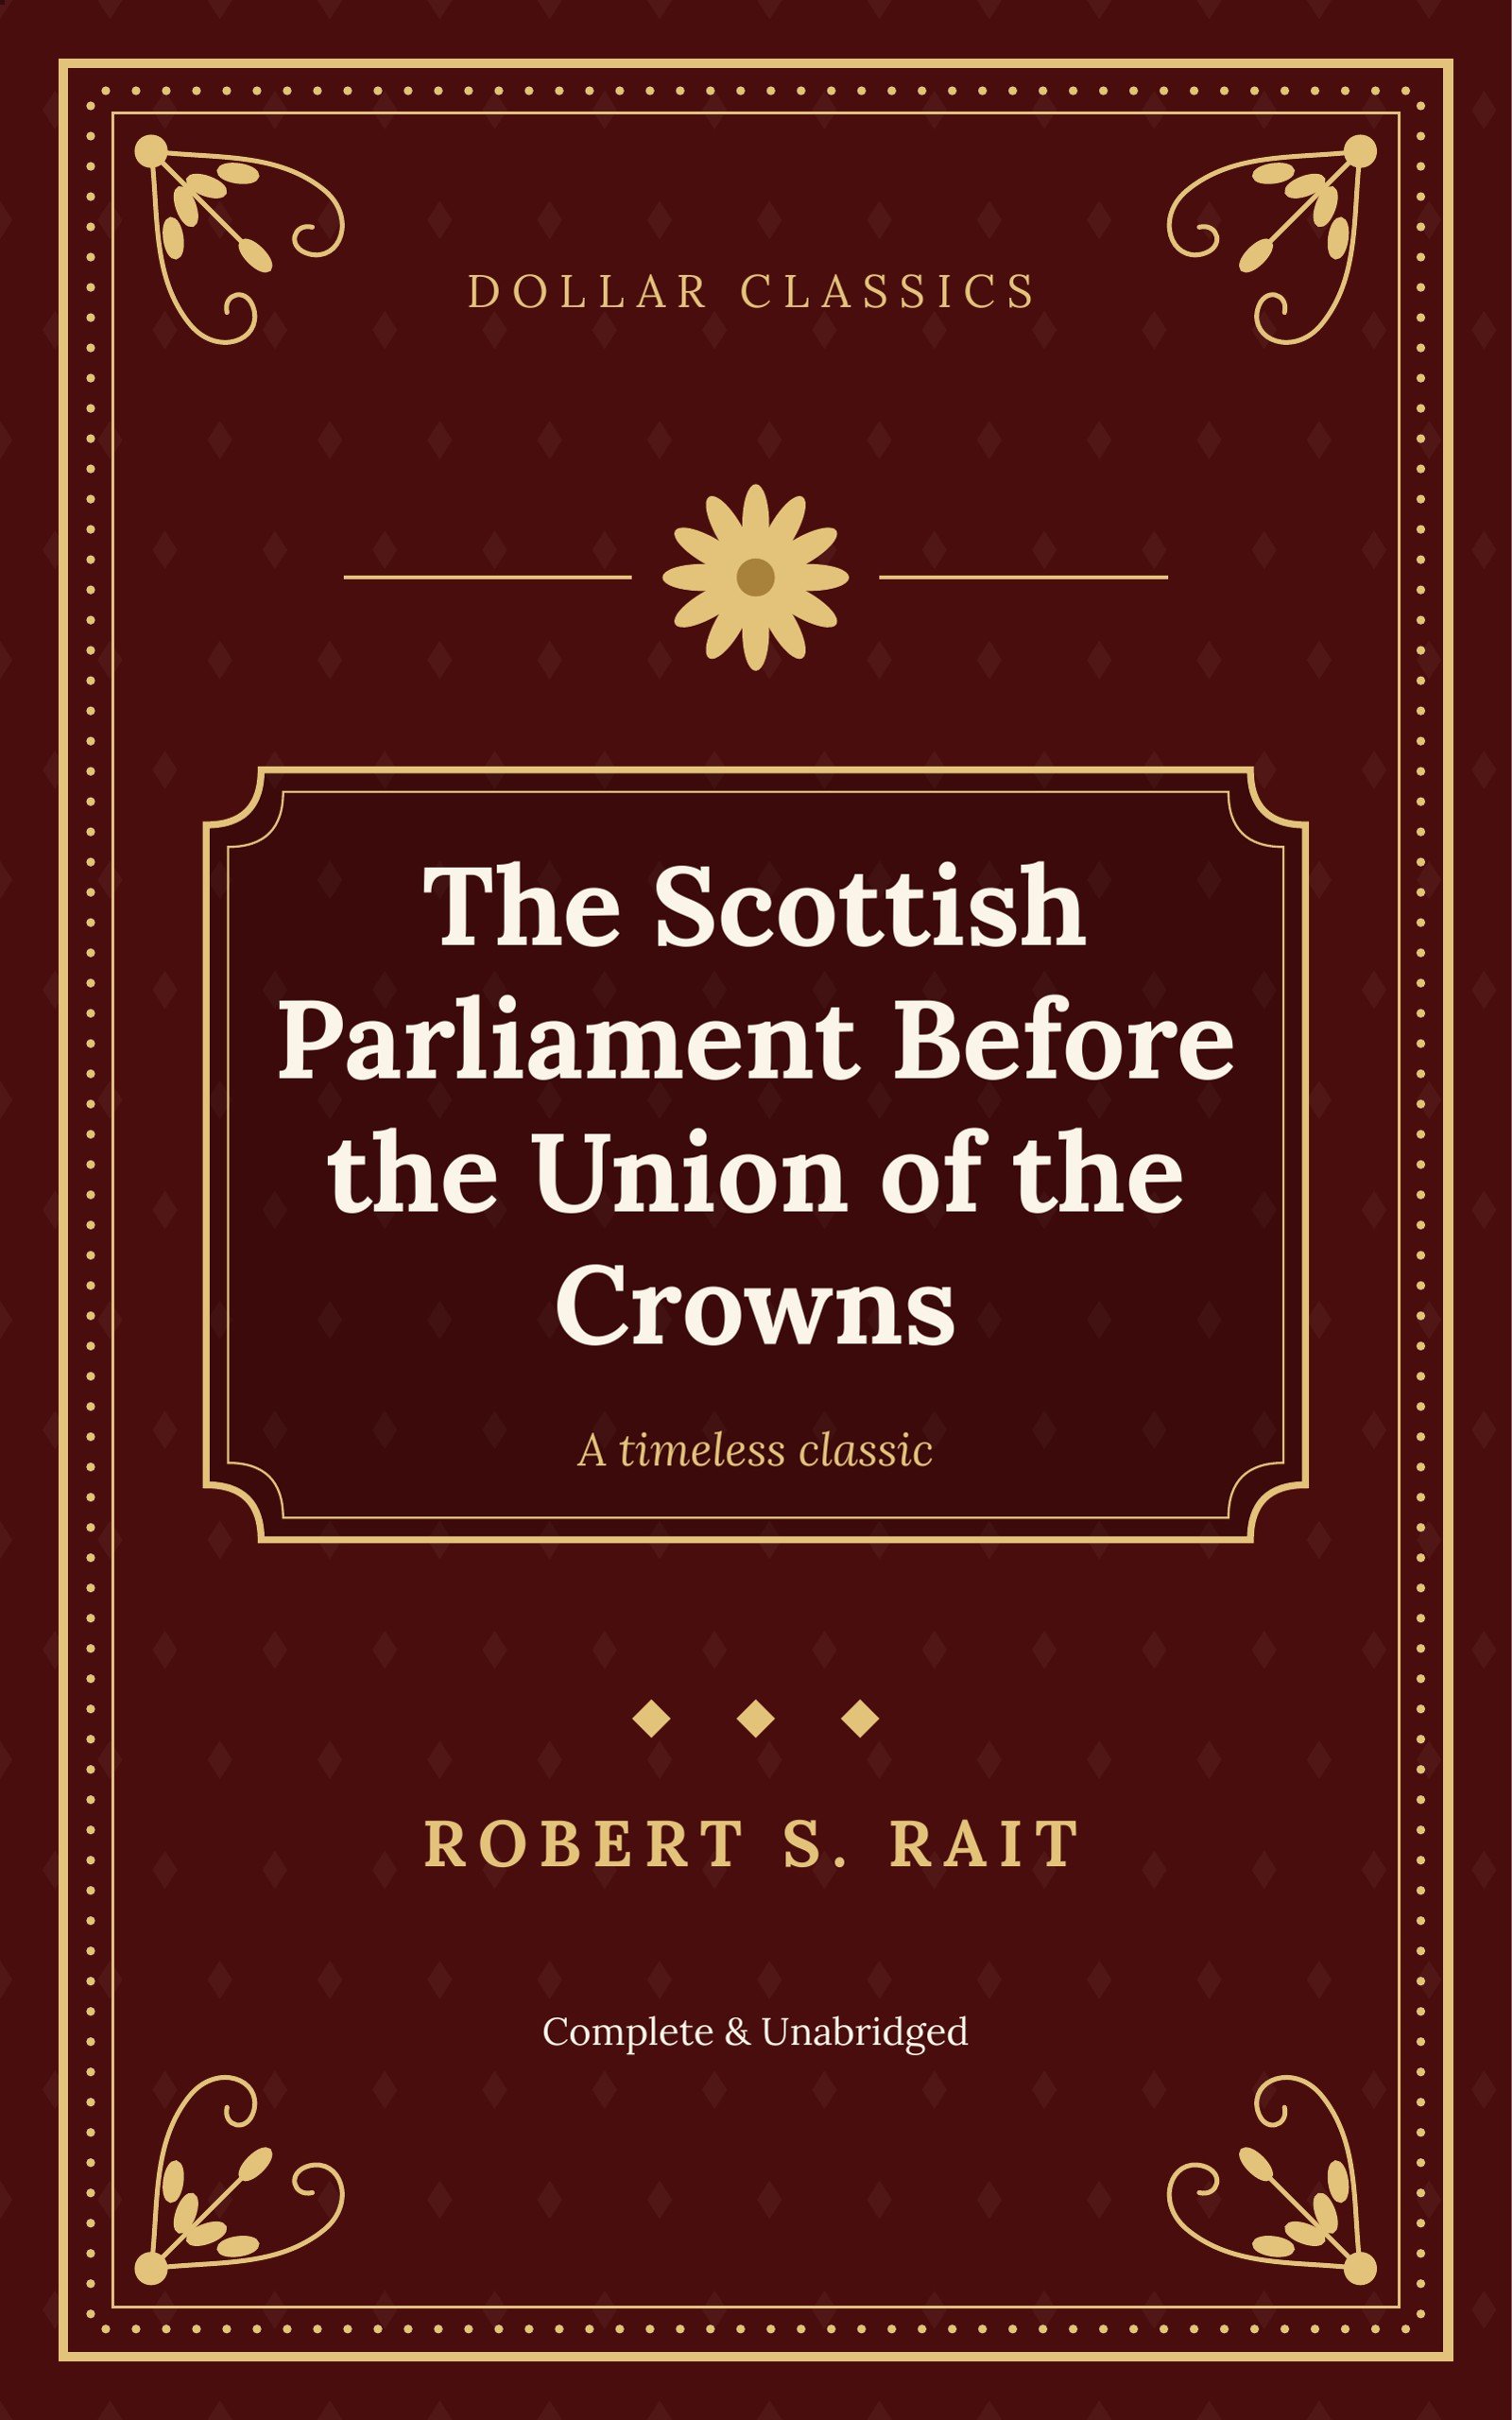 DOLLAR CLASSICS
The Scottish
Parliament Before
the Union of the
Crowns
A timeless classic
ROBERT S. RAIT
Complete & Unabridged